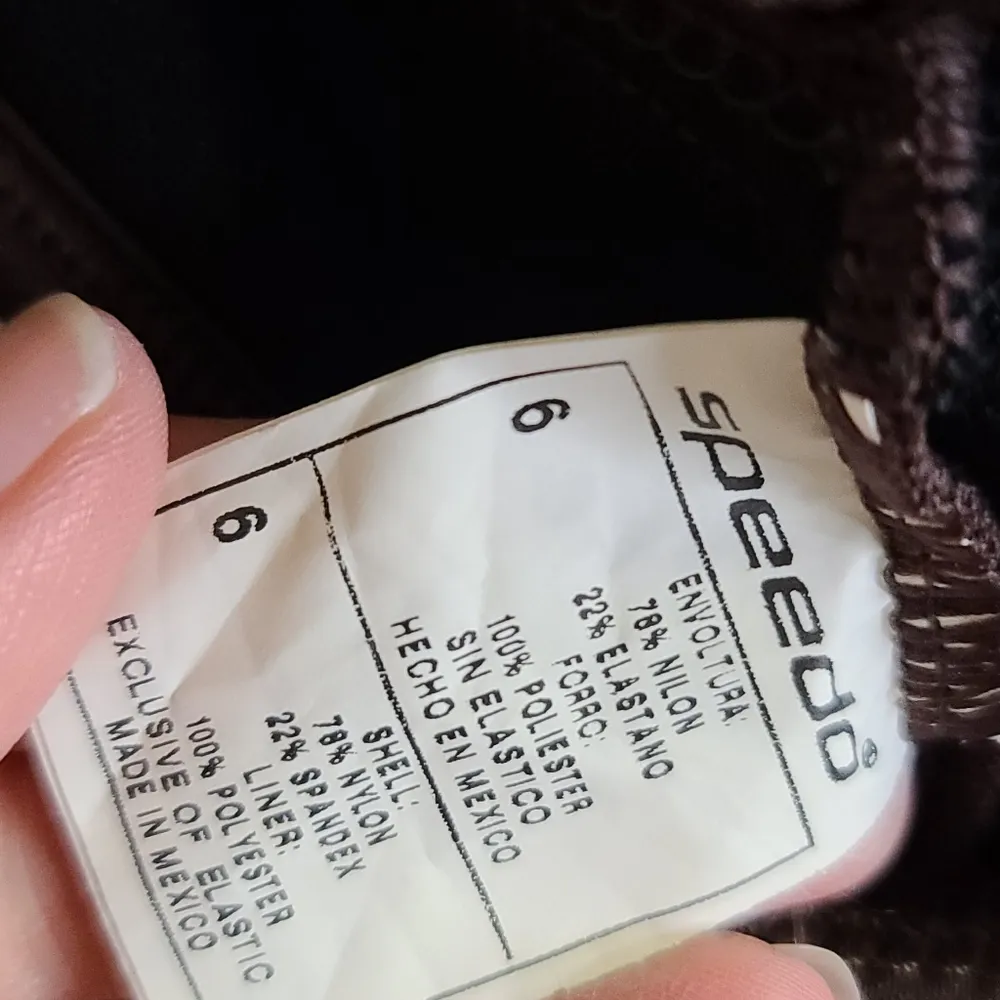 speedo®
6
ENVOLTURA:
78% NILON
22% ELASTANO
FORRO:
100% POLIESTER
SIN ELASTICO
HECHO EN MEXICO
6
SHELL:
78% NYLON
22% SPANDEX
LINER:
100% POLYESTER
EXCLUSIVE OF ELASTIC
MADE IN MEXICO